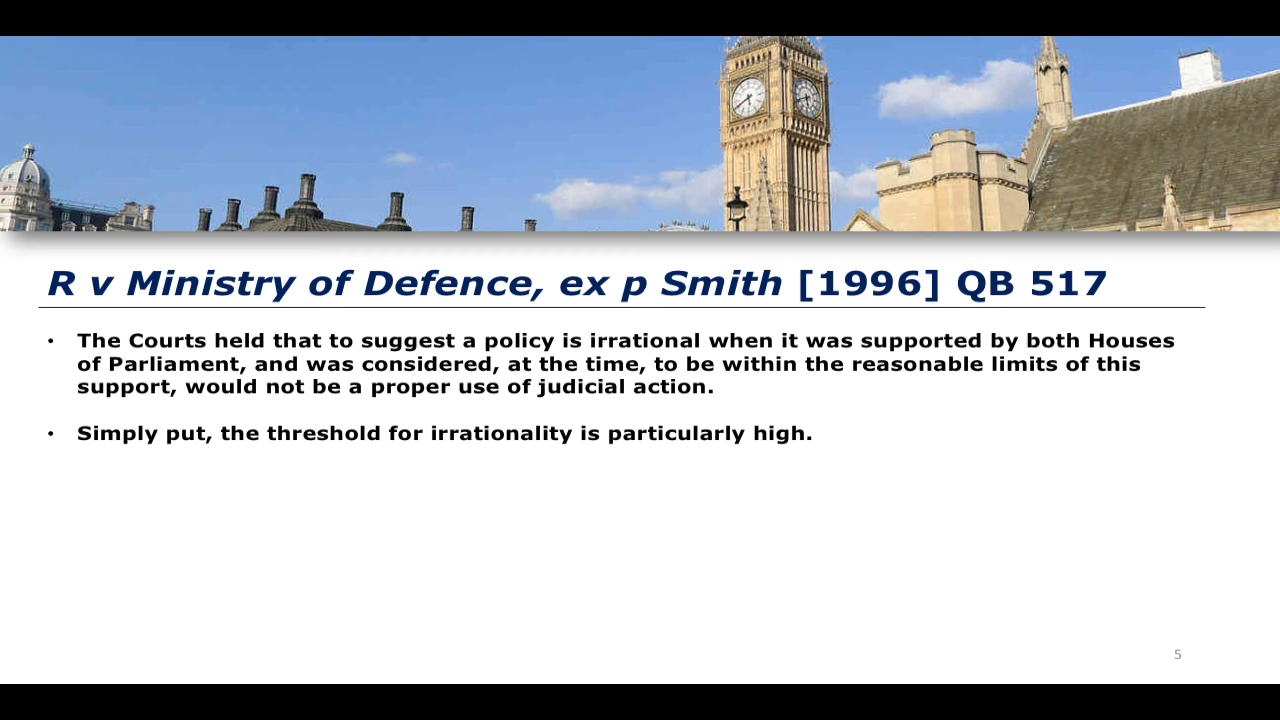 R v Ministry of Defence, ex p Smith [1996] QB 517
• The Courts held that to suggest a policy is irrational when it was supported by both Houses
of Parliament, and was considered, at the time, to be within the reasonable limits of this
support, would not be a proper use of judicial action.
• Simply put, the threshold for irrationality is particularly high.
5